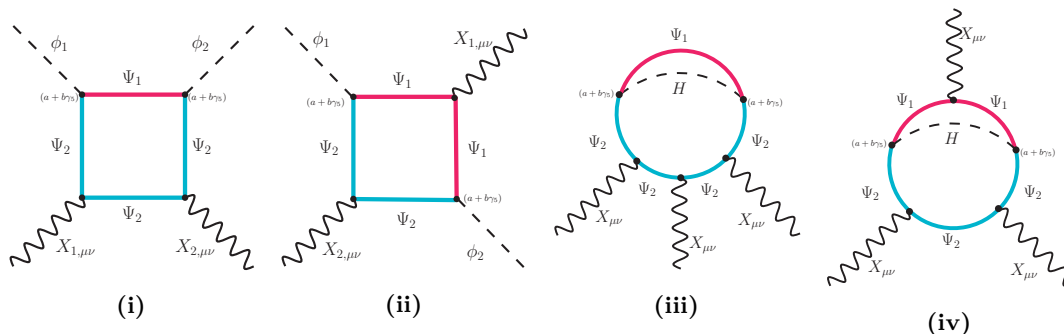 ϕ₁
ϕ₂
Ψ₁
(a+bγ₅)
(a+bγ₅)
Ψ₂
Ψ₂
Ψ₂
X₁,μν
X₂,μν
(i)
ϕ₁
X₁,μν
Ψ₁
(a+bγ₅)
Ψ₂
Ψ₁
Ψ₂
(a+bγ₅)
X₂,μν
ϕ₂
(ii)
Ψ₁
H
(a+bγ₅)
(a+bγ₅)
Ψ₂
Ψ₂
Ψ₂
Ψ₂
Xμν
Xμν
Xμν
(iii)
Xμν
Ψ₁
Ψ₁
H
(a+bγ₅)
(a+bγ₅)
Ψ₂
Ψ₂
Ψ₂
Xμν
Xμν
(iv)